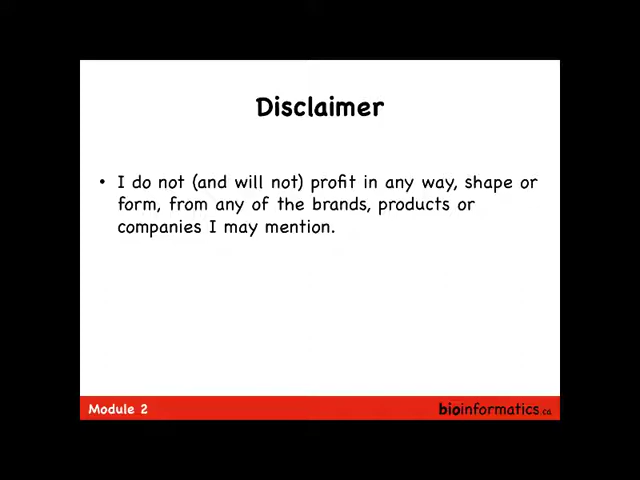 Disclaimer
• I do not (and will not) profit in any way, shape or
form, from any of the brands, products or
companies I may mention.
Module 2
bioinformatics.ca